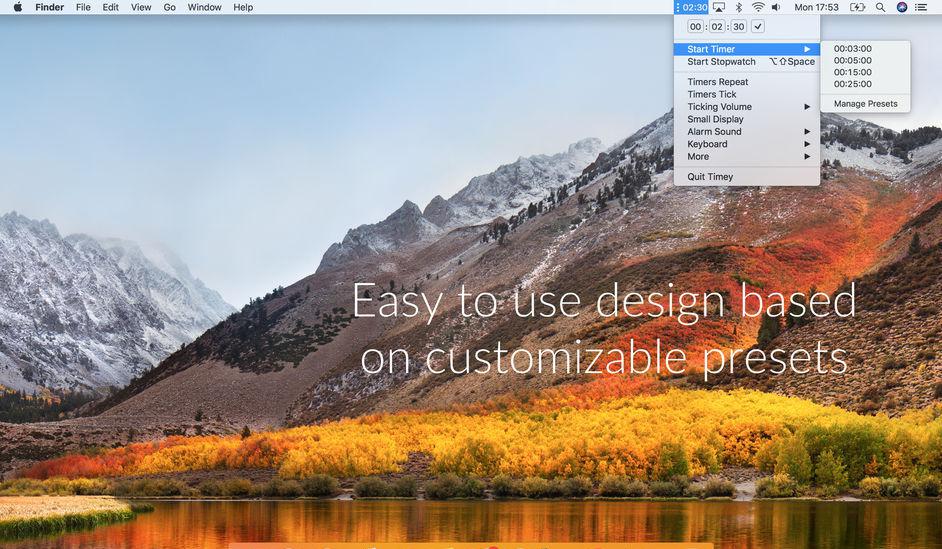 Finder File Edit View Go Window Help 02:30 Mon 17:53
00 : 02 : 30
Start Timer
Start Stopwatch ⌥⇧Space
Timers Repeat
Timers Tick
Ticking Volume
Small Display
Alarm Sound
Keyboard
More
Quit Timey
00:03:00
00:05:00
00:15:00
00:25:00
Manage Presets
Easy to use design based
on customizable presets